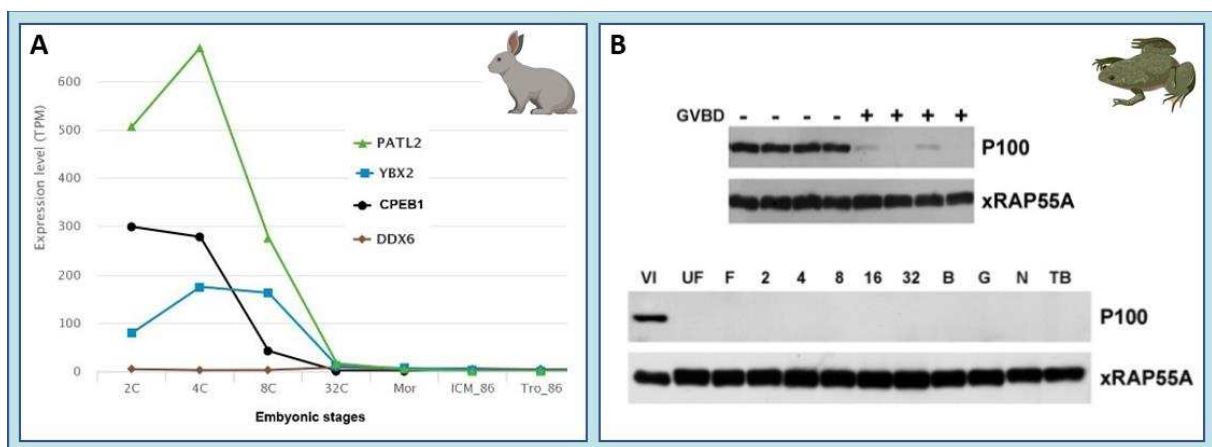 A
Expression level (TPM)
600
500
400
300
200
100
0
PATL2
YBX2
CPEB1
DDX6
2C 4C 8C 32C Mor ICM_86 Tro_86
Embyonic stages
B
GVBD - - - - + + + +
P100
xRAP55A
VI UF F 2 4 8 16 32 B G N TB
P100
xRAP55A